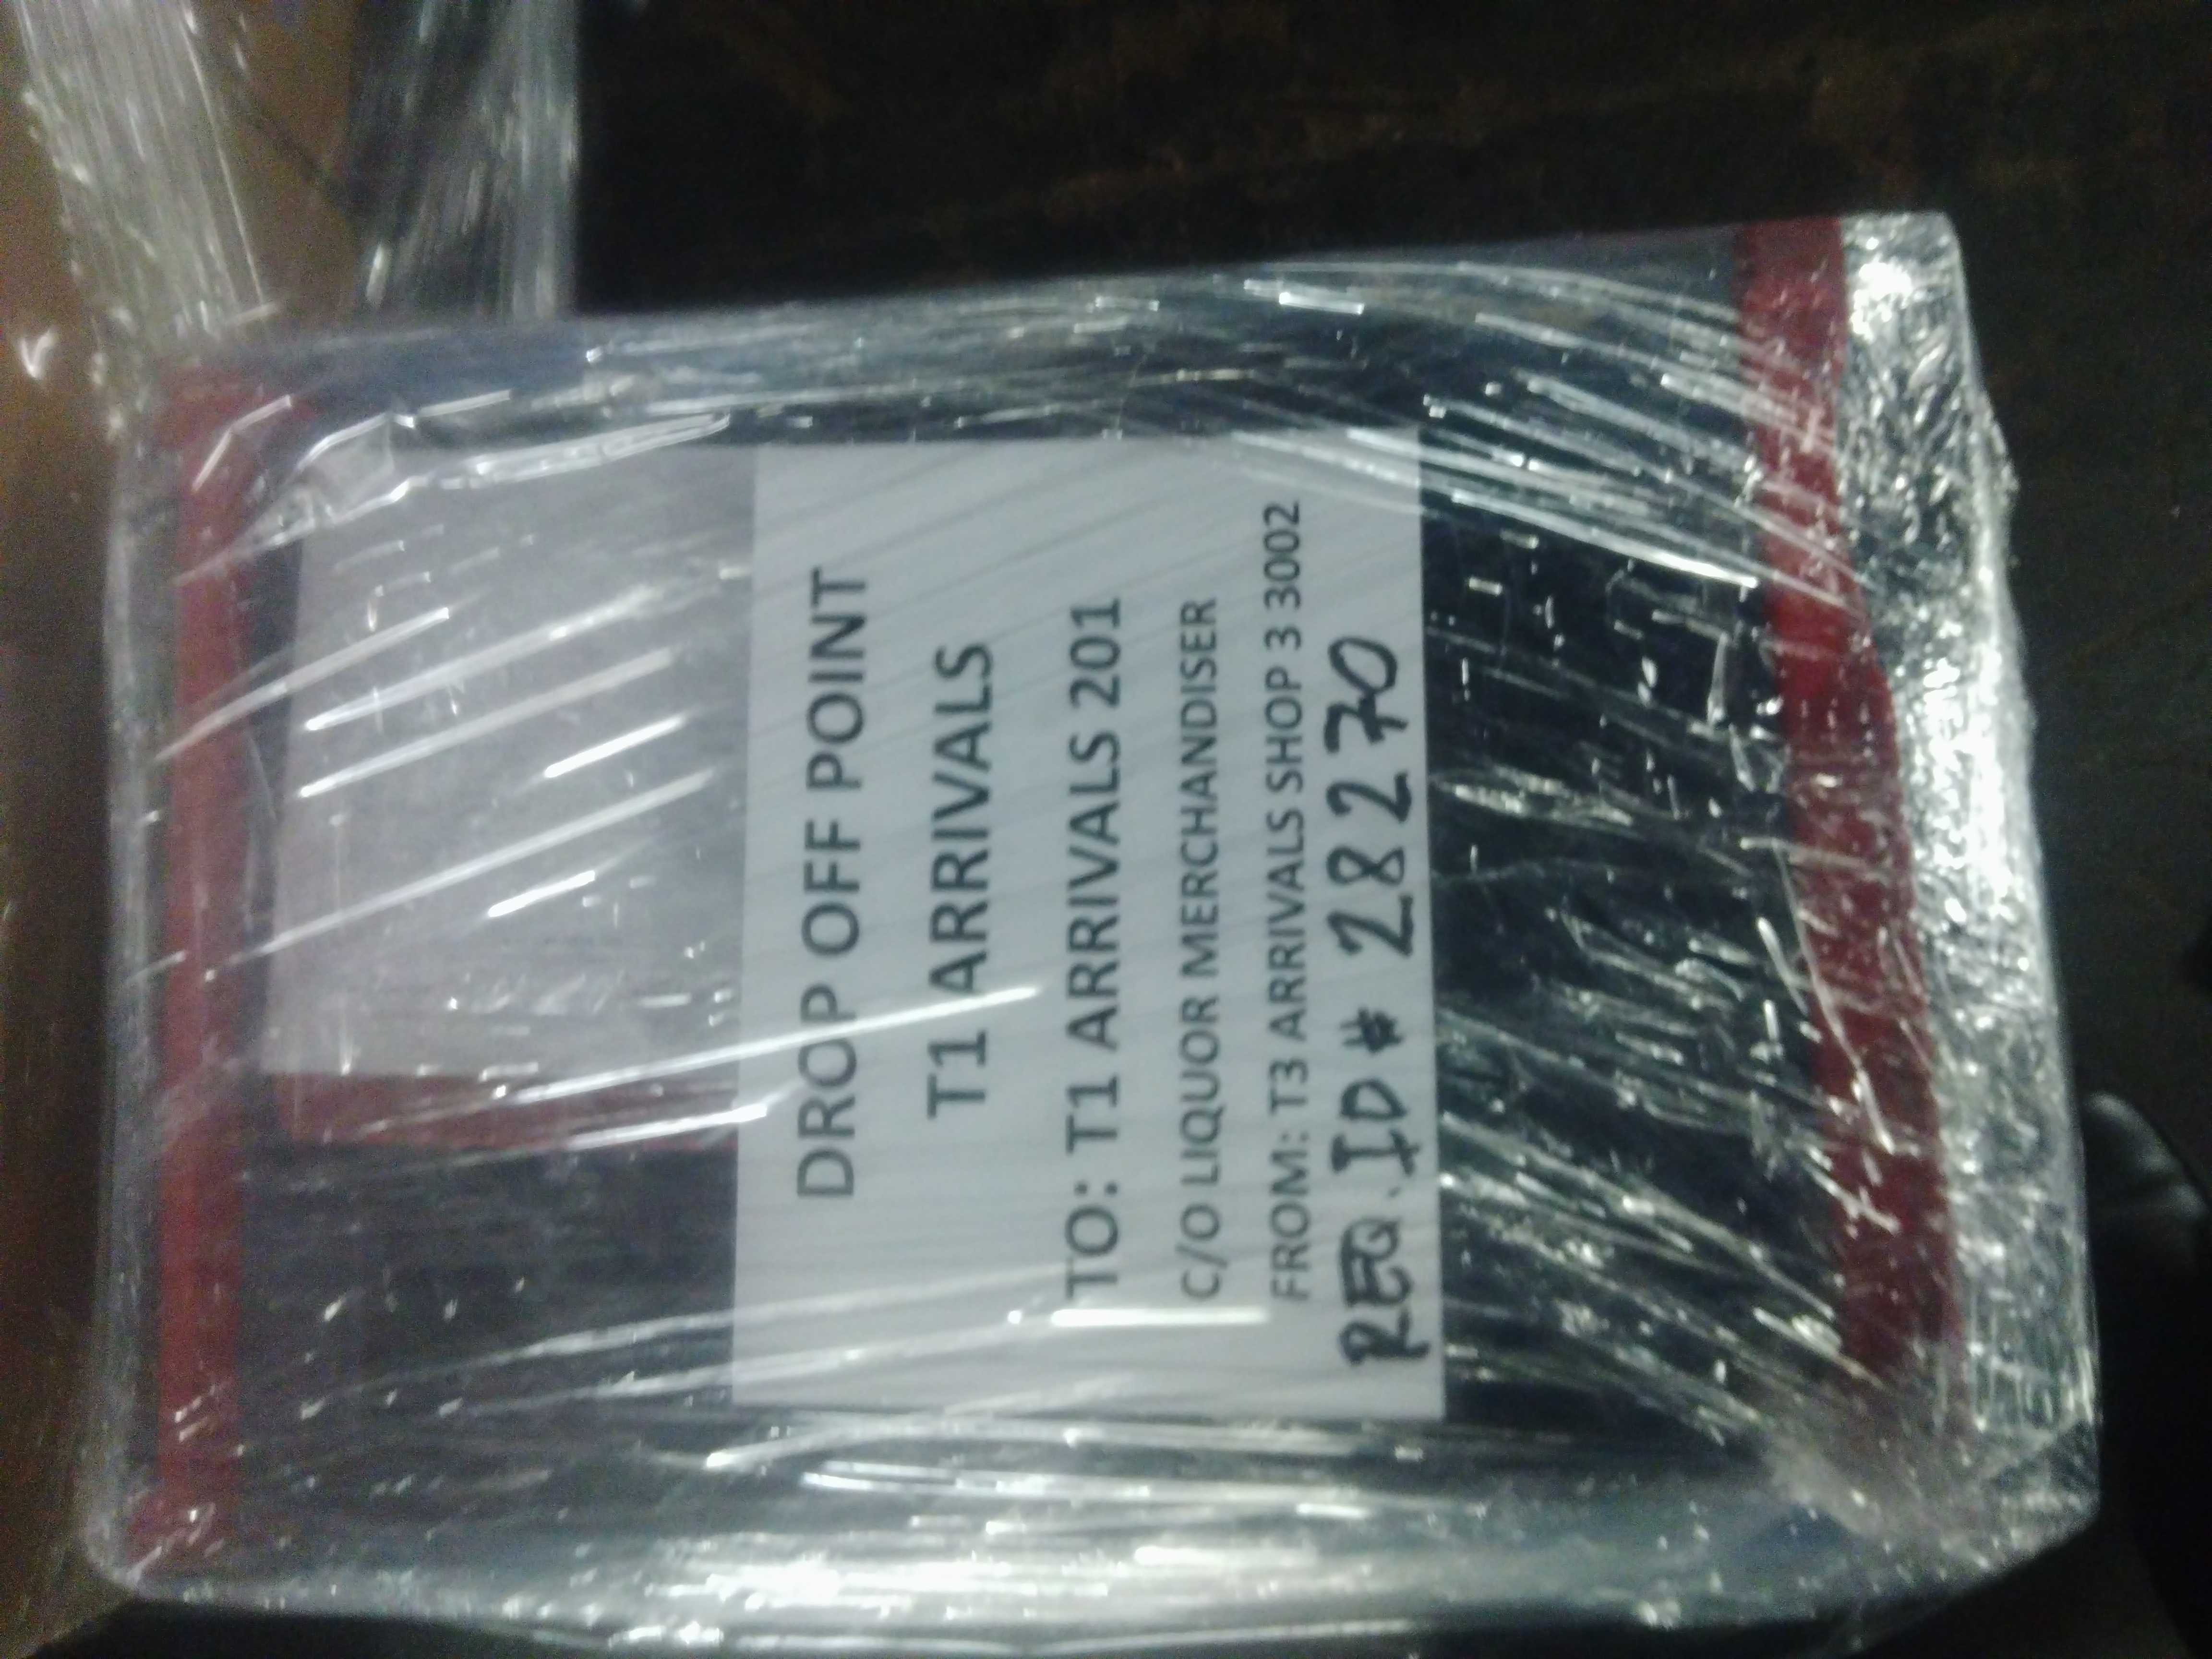 DROP OFF POINT
T1 ARRIVALS
TO: T1 ARRIVALS 201
C/O LIQUOR MERCHANDISER
FROM: T3 ARRIVALS SHOP 3 3002
REQ. ID # 28270